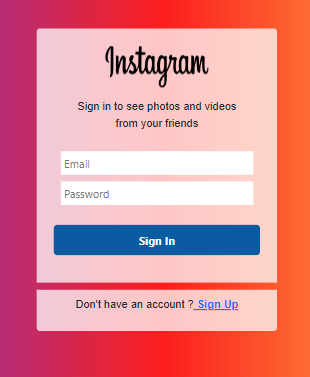 Instagram
Sign in to see photos and videos
from your friends
Email
Password
Sign In
Don't have an account ? Sign Up